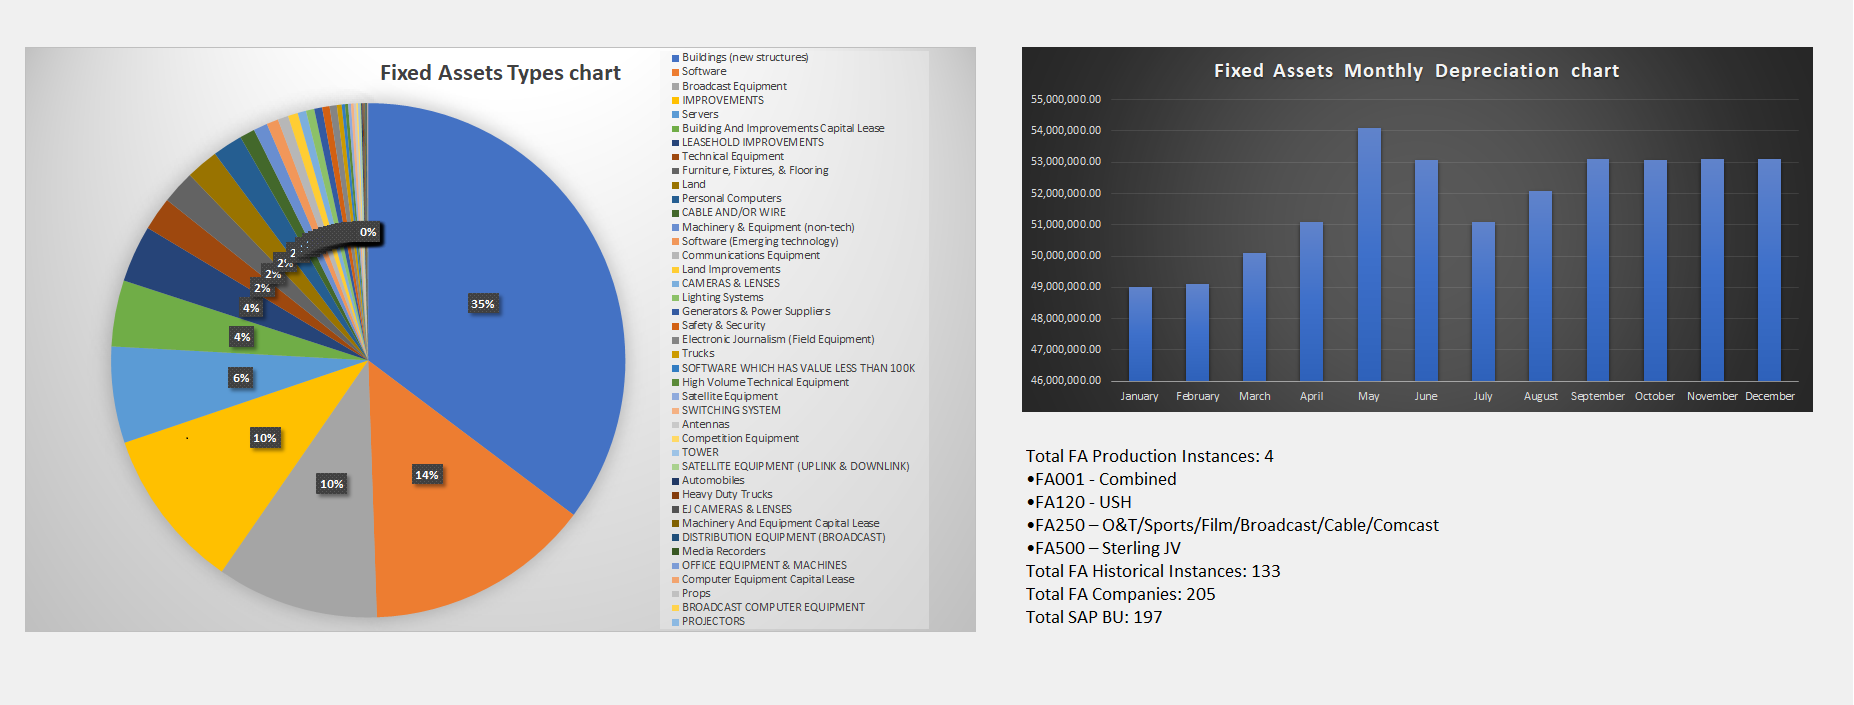 Fixed Assets Types chart
35%
14%
10%
10%
6%
4%
4%
2%
2%
2%
0%
Buildings (new structures)
Software
Broadcast Equipment
IMPROVEMENTS
Servers
Building And Improvements Capital Lease
LEASEHOLD IMPROVEMENTS
Technical Equipment
Furniture, Fixtures, & Flooring
Land
Personal Computers
CABLE AND/OR WIRE
Machinery & Equipment (non-tech)
Software (Emerging technology)
Communications Equipment
Land Improvements
CAMERAS & LENSES
Lighting Systems
Generators & Power Suppliers
Safety & Security
Electronic Journalism (Field Equipment)
Trucks
SOFTWARE WHICH HAS VALUE LESS THAN 100K
High Volume Technical Equipment
Satellite Equipment
SWITCHING SYSTEM
Antennas
Competition Equipment
TOWER
SATELLITE EQUIPMENT (UPLINK & DOWNLINK)
Automobiles
Heavy Duty Trucks
EJ CAMERAS & LENSES
Machinery And Equipment Capital Lease
DISTRIBUTION EQUIPMENT (BROADCAST)
Media Recorders
OFFICE EQUIPMENT & MACHINES
Computer Equipment Capital Lease
Props
BROADCAST COMPUTER EQUIPMENT
PROJECTORS
Fixed Assets Monthly Depreciation chart
55,000,000.00
54,000,000.00
53,000,000.00
52,000,000.00
51,000,000.00
50,000,000.00
49,000,000.00
48,000,000.00
47,000,000.00
46,000,000.00
January February March April May June July August September October November December
Total FA Production Instances: 4
•FA001 - Combined
•FA120 - USH
•FA250 – O&T/Sports/Film/Broadcast/Cable/Comcast
•FA500 – Sterling JV
Total FA Historical Instances: 133
Total FA Companies: 205
Total SAP BU: 197